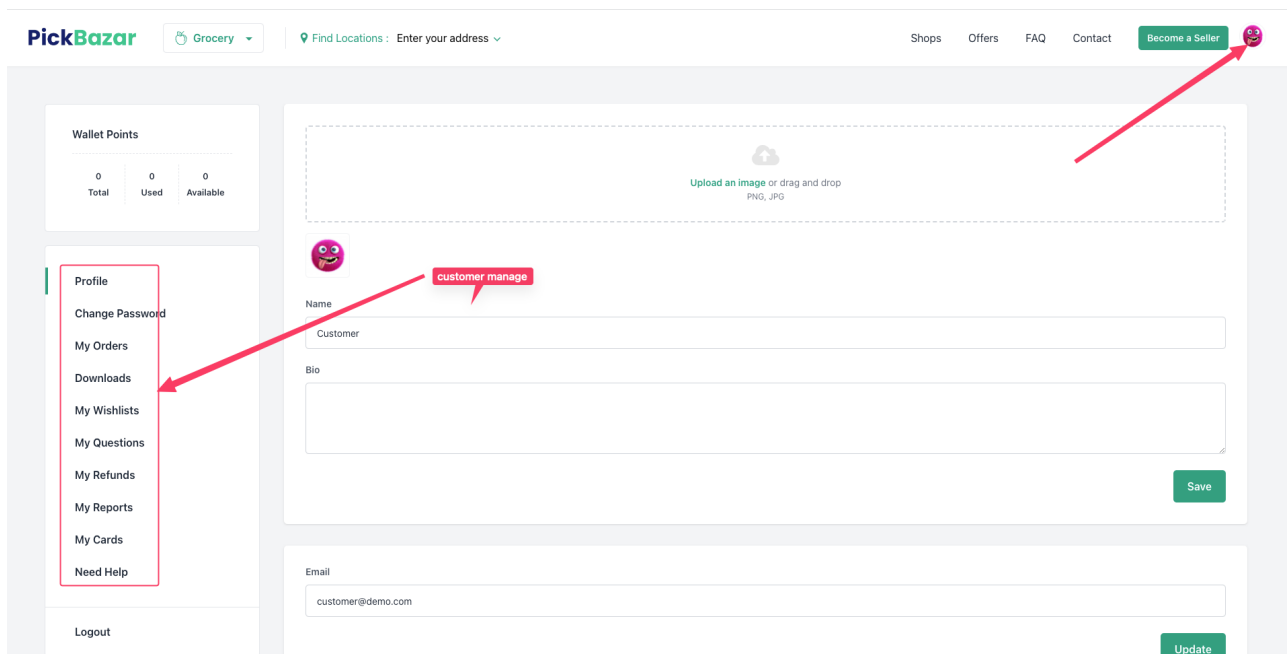 PickBazar
Grocery
Find Locations : Enter your address
Shops Offers FAQ Contact
Become a Seller
Wallet Points
0 0 0
Total Used Available
Profile
Change Password
My Orders
Downloads
My Wishlists
My Questions
My Refunds
My Reports
My Cards
Need Help
Logout
Upload an image or drag and drop
PNG, JPG
customer manage
Name
Customer
Bio
Save
Email
customer@demo.com
Update